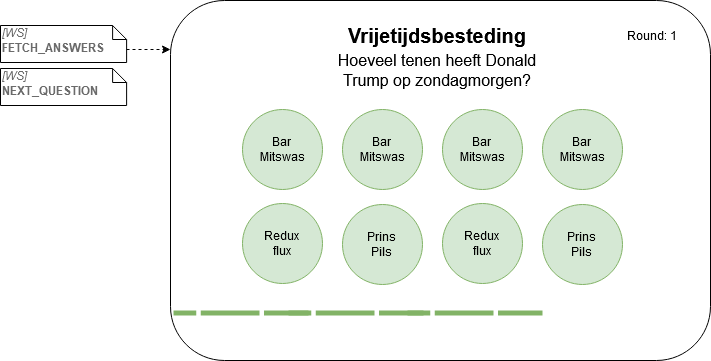 [WS]
FETCH_ANSWERS
[WS]
NEXT_QUESTION
Vrijetijdsbesteding
Round: 1
Hoeveel tenen heeft Donald
Trump op zondagmorgen?
Bar
Mitswas
Bar
Mitswas
Bar
Mitswas
Bar
Mitswas
Redux
flux
Prins
Pils
Redux
flux
Prins
Pils